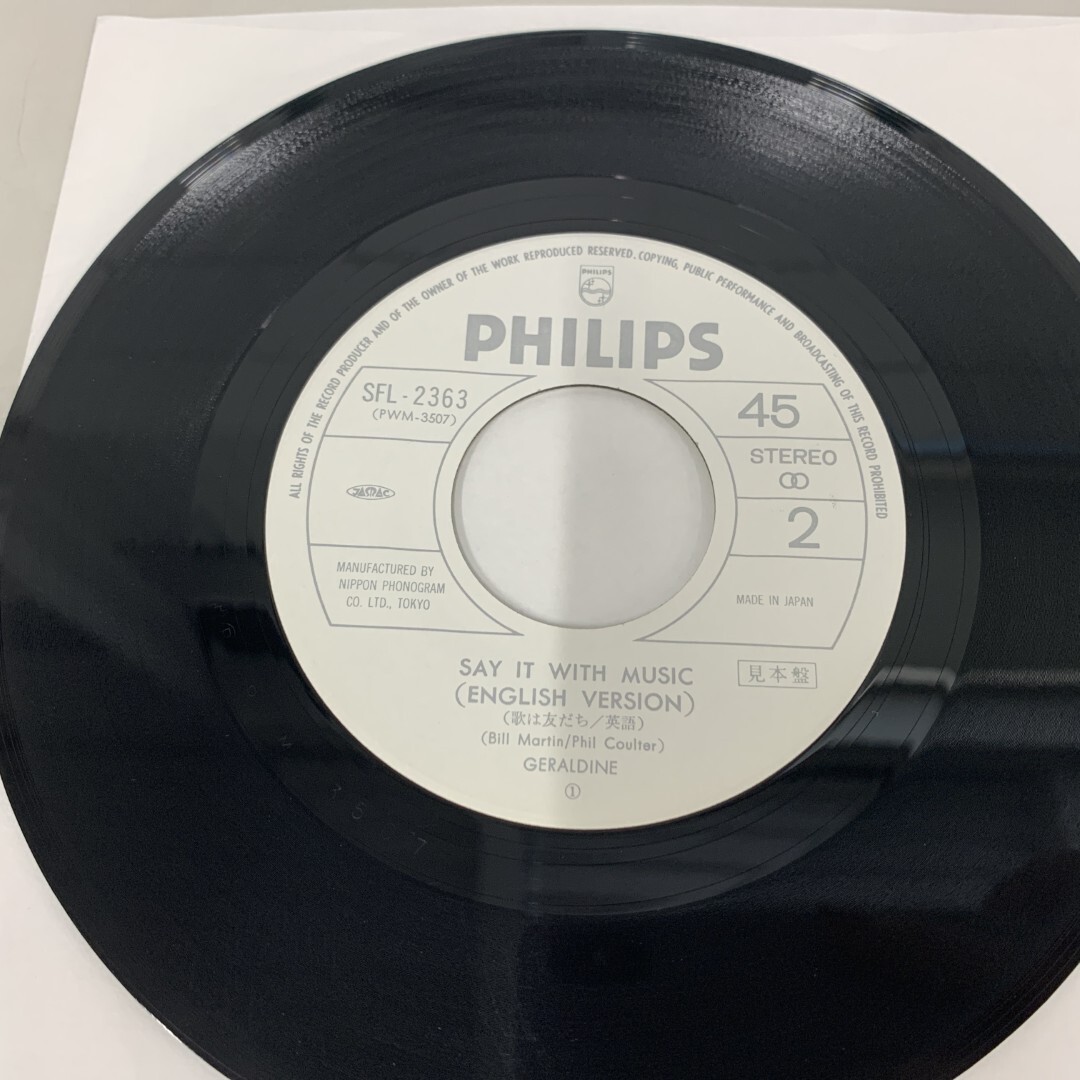 ALL RIGHTS OF THE RECORD PRODUCER AND OF THE OWNER OF THE WORK REPRODUCED RESERVED. COPYING, PUBLIC PERFORMANCE AND BROADCASTING OF THIS RECORD PROHIBITED
PHILIPS
PHILIPS
SFL-2363
(PWM-3507)
45
STEREO
JASRAC
2
MANUFACTURED BY
NIPPON PHONOGRAM
CO. LTD., TOKYO
MADE IN JAPAN
SAY IT WITH MUSIC
見本盤
(ENGLISH VERSION)
(歌は友だち/英語)
(Bill Martin/Phil Coulter)
GERALDINE
①